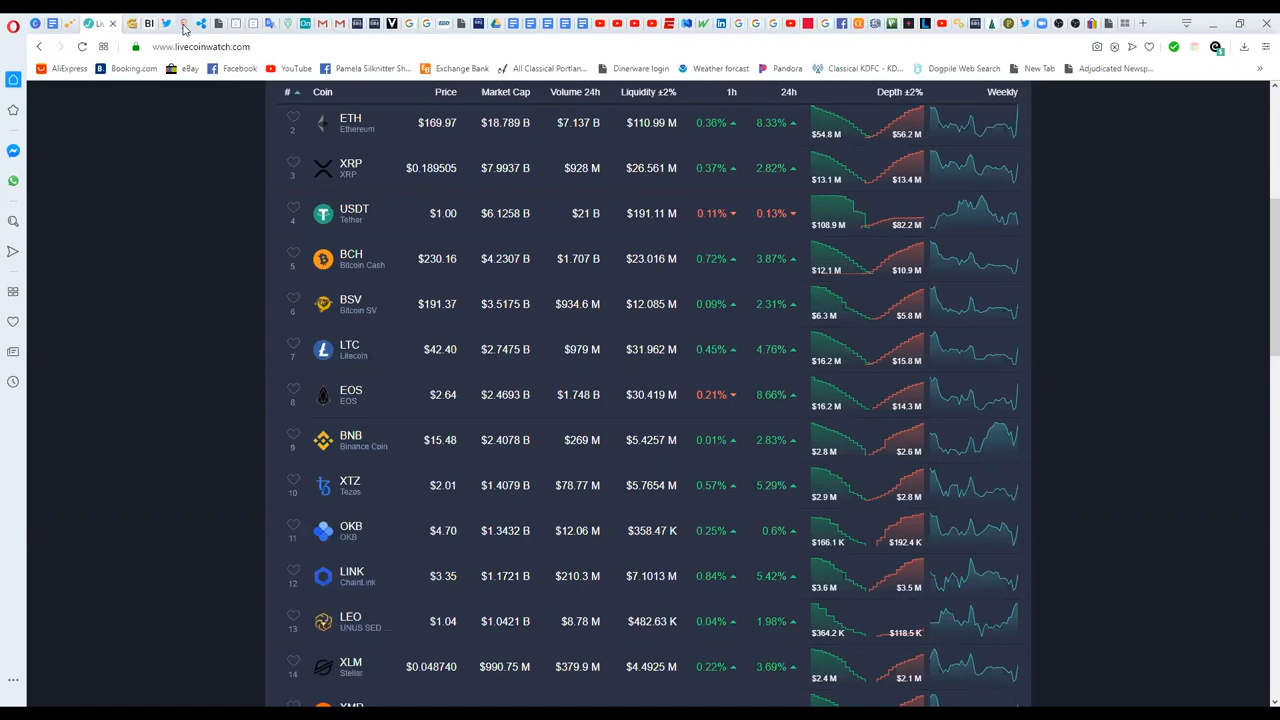 Li
BI
www.livecoinwatch.com
AliExpress
Booking.com
eBay
Facebook
YouTube
Pamela Silknitter Sh...
Exchange Bank
All Classical Portlan...
Dinerware login
Weather forcast
Pandora
Classical KDFC - KD...
Dogpile Web Search
New Tab
Adjudicated Newsp...
# Coin Price Market Cap Volume 24h Liquidity ±2% 1h 24h Depth ±2% Weekly
2 ETH Ethereum $169.97 $18.789 B $7.137 B $110.99 M 0.36% 8.33% $54.8 M $56.2 M
3 XRP XRP $0.189505 $7.9937 B $928 M $26.561 M 0.37% 2.82% $13.1 M $13.4 M
4 USDT Tether $1.00 $6.1258 B $21 B $191.11 M 0.11% 0.13% $108.9 M $82.2 M
5 BCH Bitcoin Cash $230.16 $4.2307 B $1.707 B $23.016 M 0.72% 3.87% $12.1 M $10.9 M
6 BSV Bitcoin SV $191.37 $3.5175 B $934.6 M $12.085 M 0.09% 2.31% $6.3 M $5.8 M
7 LTC Litecoin $42.40 $2.7475 B $979 M $31.962 M 0.45% 4.76% $16.2 M $15.8 M
8 EOS EOS $2.64 $2.4693 B $1.748 B $30.419 M 0.21% 8.66% $16.2 M $14.3 M
9 BNB Binance Coin $15.48 $2.4078 B $269 M $5.4257 M 0.01% 2.83% $2.8 M $2.6 M
10 XTZ Tezos $2.01 $1.4079 B $78.77 M $5.7654 M 0.57% 5.29% $2.9 M $2.8 M
11 OKB OKB $4.70 $1.3432 B $12.06 M $358.47 K 0.25% 0.6% $166.1 K $192.4 K
12 LINK ChainLink $3.35 $1.1721 B $210.3 M $7.1013 M 0.84% 5.42% $3.6 M $3.5 M
13 LEO UNUS SED ... $1.04 $1.0421 B $8.78 M $482.63 K 0.04% 1.98% $364.2 K $118.5 K
14 XLM Stellar $0.048740 $990.75 M $379.9 M $4.4925 M 0.22% 3.69% $2.4 M $2.1 M